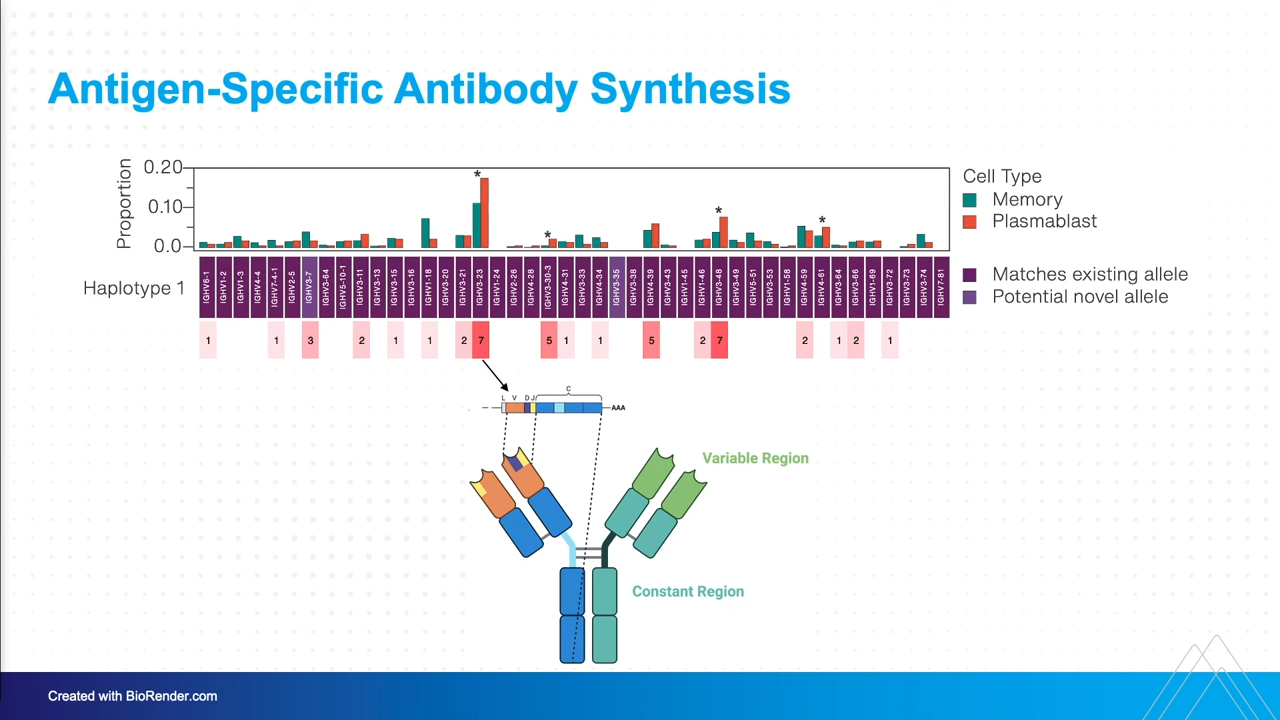 Antigen-Specific Antibody Synthesis
Proportion
0.20
0.10
0.0
*
*
*
*
Cell Type
Memory
Plasmablast
Haplotype 1
IGHV6-1
IGHV1-2
IGHV1-3
IGHV4-4
IGHV7-4-1
IGHV2-5
IGHV3-7
IGHV3-64
IGHV5-10-1
IGHV3-11
IGHV3-13
IGHV3-15
IGHV3-16
IGHV1-18
IGHV3-20
IGHV3-21
IGHV3-23
IGHV1-24
IGHV2-26
IGHV4-28
IGHV3-30-3
IGHV4-31
IGHV3-33
IGHV4-34
IGHV3-35
IGHV3-38
IGHV4-39
IGHV3-43
IGHV1-45
IGHV1-46
IGHV3-48
IGHV3-49
IGHV5-51
IGHV3-53
IGHV1-58
IGHV4-59
IGHV4-61
IGHV3-64
IGHV3-66
IGHV1-69
IGHV3-72
IGHV3-73
IGHV3-74
IGHV7-81
Matches existing allele
Potential novel allele
1 1 3 2 1 1 2 7 5 1 1 5 2 7 2 1 2 1
C
L V D J
AAA
Variable Region
Constant Region
Created with BioRender.com